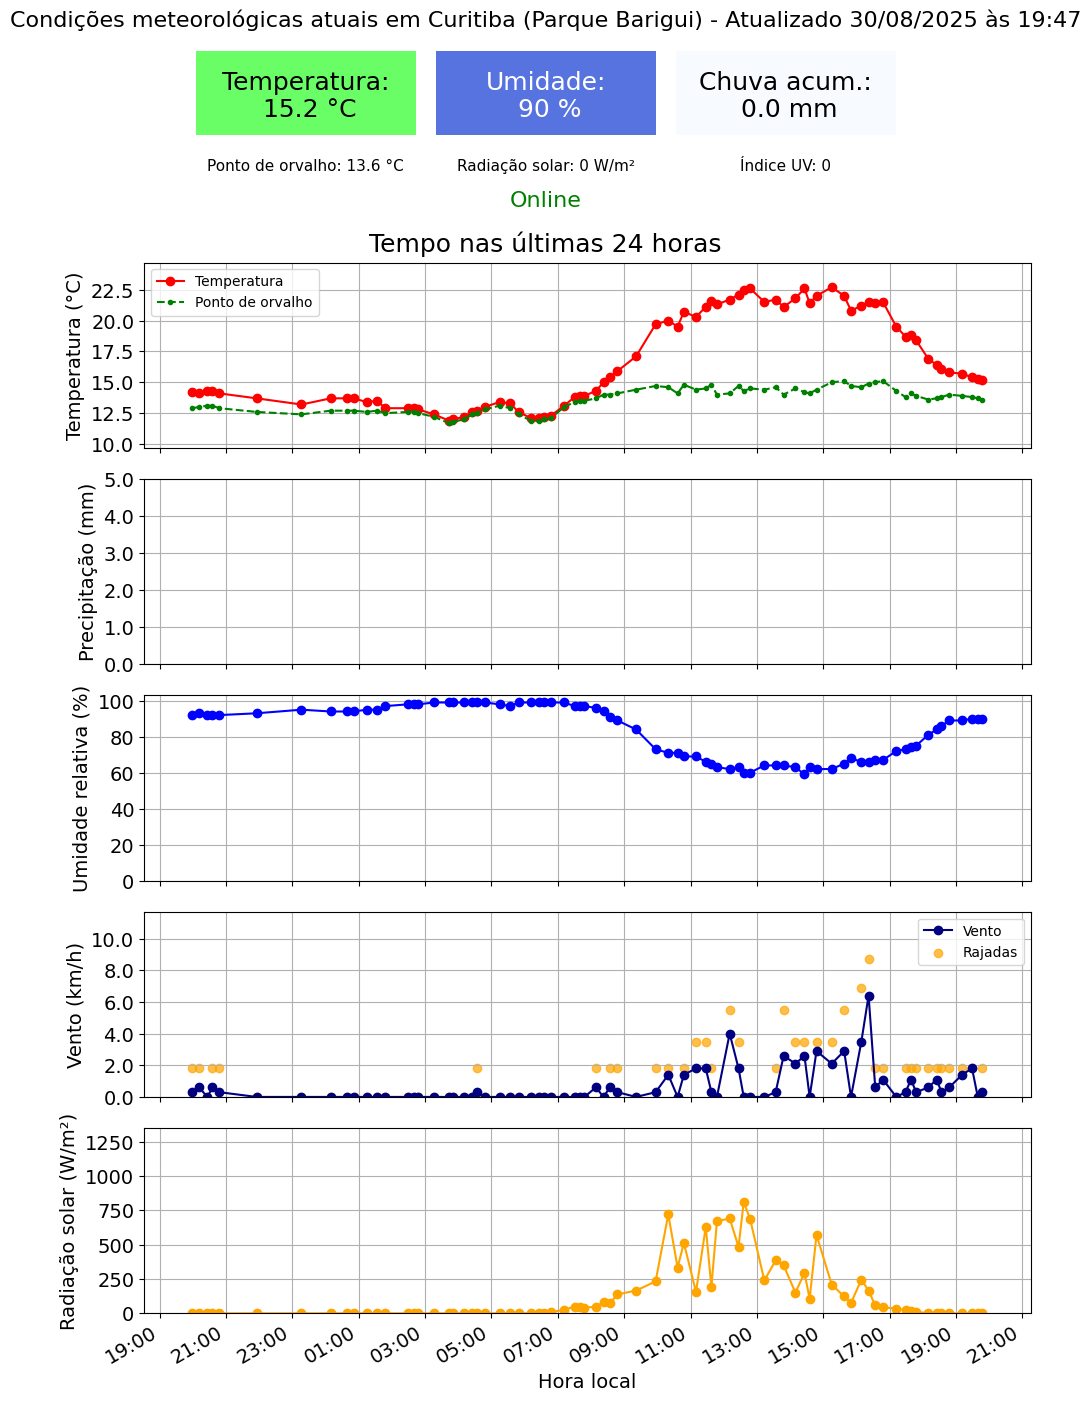 Condições meteorológicas atuais em Curitiba (Parque Barigui) - Atualizado 30/08/2025 às 19:47
Temperatura:
15.2 °C
Umidade:
90 %
Chuva acum.:
0.0 mm
Ponto de orvalho: 13.6 °C
Radiação solar: 0 W/m²
Índice UV: 0
Online
Tempo nas últimas 24 horas
Temperatura (°C)
22.5
20.0
17.5
15.0
12.5
10.0
Temperatura
Ponto de orvalho
Precipitação (mm)
5.0
4.0
3.0
2.0
1.0
0.0
Umidade relativa (%)
100
80
60
40
20
0
Vento (km/h)
10.0
8.0
6.0
4.0
2.0
0.0
Vento
Rajadas
Radiação solar (W/m²)
1250
1000
750
500
250
0
19:00
21:00
23:00
01:00
03:00
05:00
07:00
09:00
11:00
13:00
15:00
17:00
19:00
21:00
Hora local